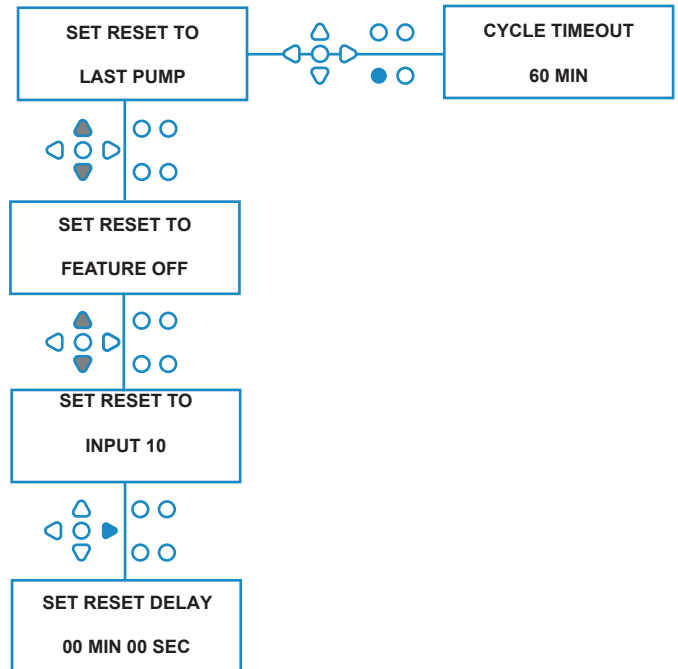 SET RESET TO
LAST PUMP
CYCLE TIMEOUT
60 MIN
SET RESET TO
FEATURE OFF
SET RESET TO
INPUT 10
SET RESET DELAY
00 MIN 00 SEC